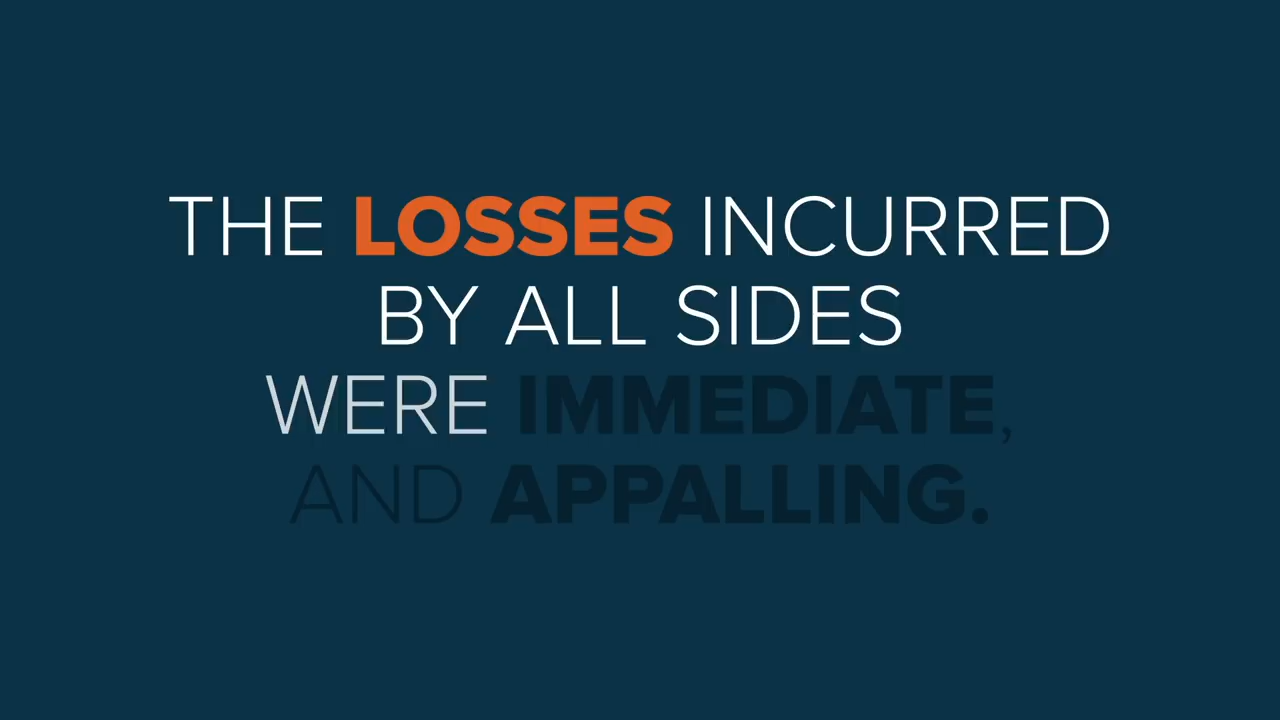 THE LOSSES INCURRED
BY ALL SIDES
WERE IMMEDIATE,
AND APPALLING.